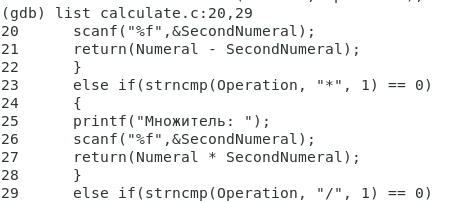 (gdb) list calculate.c:20,29
20      scanf("%f",&SecondNumeral);
21      return(Numeral - SecondNumeral);
22      }
23      else if(strncmp(Operation, "*", 1) == 0)
24      {
25      printf("Множитель: ");
26      scanf("%f",&SecondNumeral);
27      return(Numeral * SecondNumeral);
28      }
29      else if(strncmp(Operation, "/", 1) == 0)